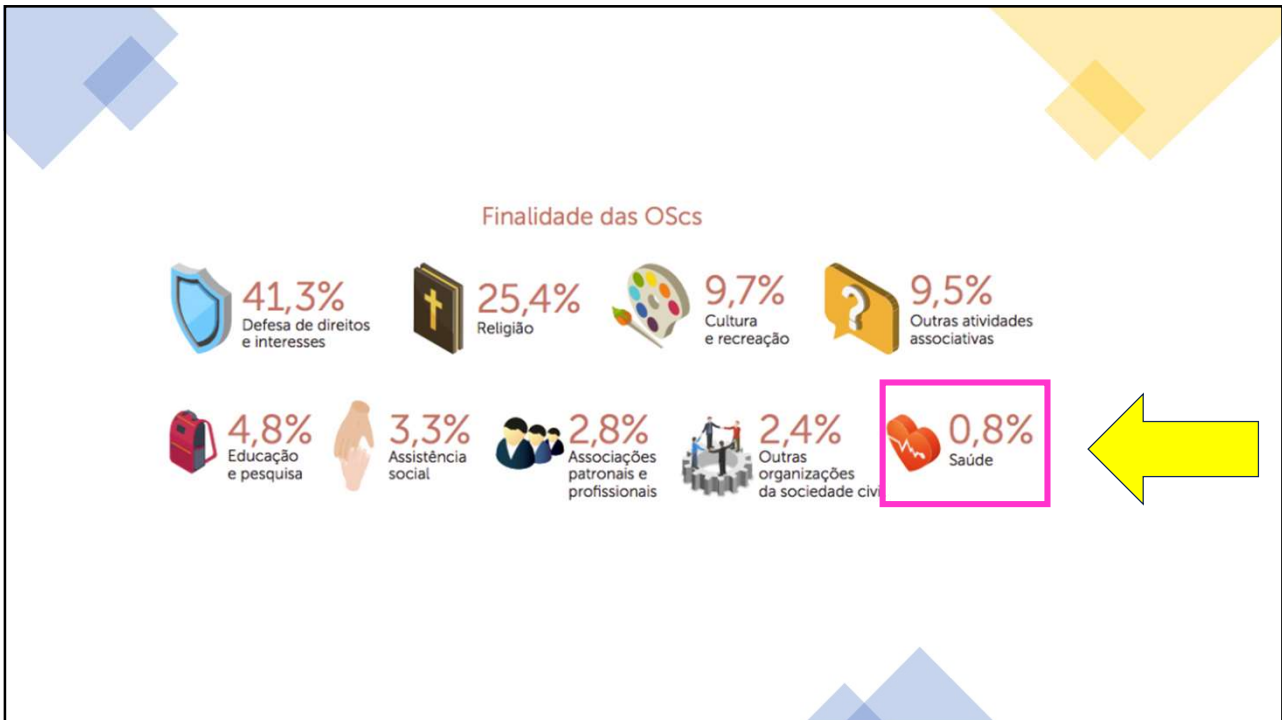 Finalidade das OScs
41,3%
Defesa de direitos
e interesses
25,4%
Religião
9,7%
Cultura
e recreação
9,5%
Outras atividades
associativas
4,8%
Educação
e pesquisa
3,3%
Assistência
social
2,8%
Associações
patronais e
profissionais
2,4%
Outras
organizações
da sociedade civi
0,8%
Saúde